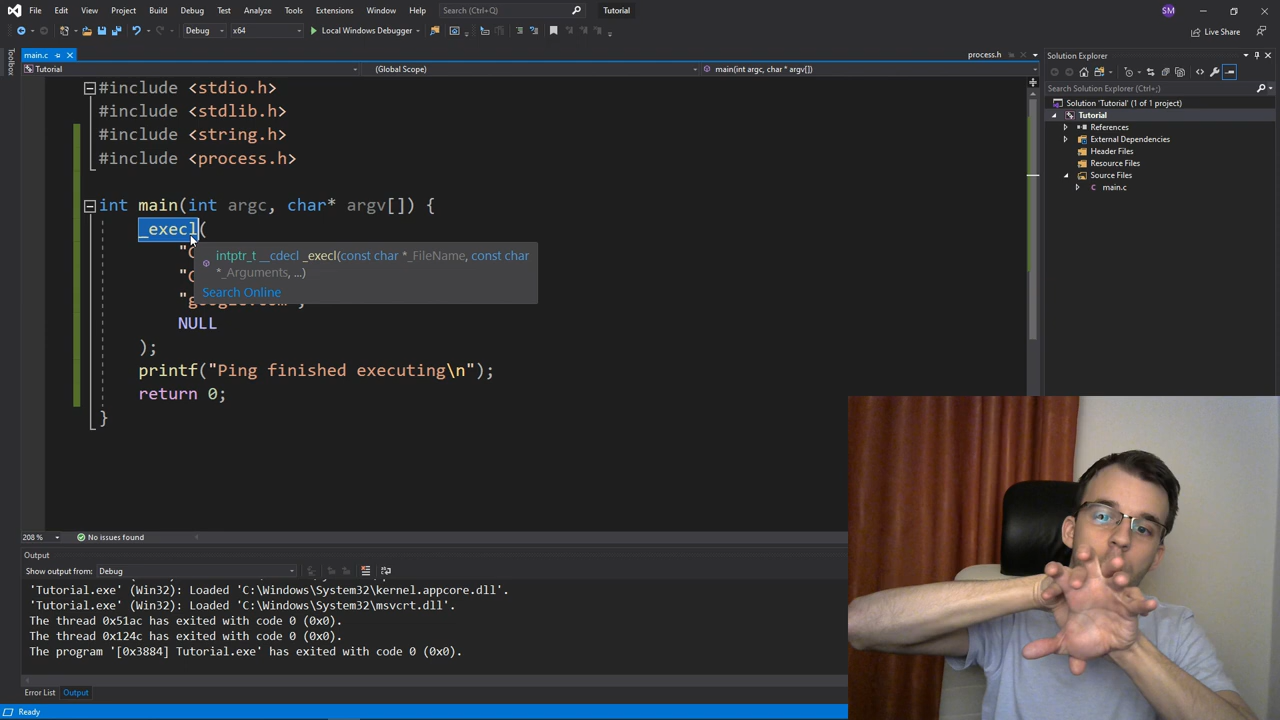 File Edit View Project Build Debug Test Analyze Tools Extensions Window Help Search (Ctrl+Q) Tutorial SM
Debug x64 Local Windows Debugger Live Share
Toolbox
main.c process.h
Tutorial (Global Scope) main(int argc, char * argv[])
#include <stdio.h>
#include <stdlib.h>
#include <string.h>
#include <process.h>
int main(int argc, char* argv[]) {
_execl(
"C
intptr_t __cdecl _execl(const char *_FileName, const char
*_Arguments, ...)
Search Online
"C
NULL
);
printf("Ping finished executing\n");
return 0;
}
208 % No issues found
Output
Show output from: Debug
'Tutorial.exe' (Win32): Loaded 'C:\Windows\System32\kernel.appcore.dll'.
'Tutorial.exe' (Win32): Loaded 'C:\Windows\System32\msvcrt.dll'.
The thread 0x51ac has exited with code 0 (0x0).
The thread 0x124c has exited with code 0 (0x0).
The program '[0x3884] Tutorial.exe' has exited with code 0 (0x0).
Error List Output
Ready
Solution Explorer
Search Solution Explorer (Ctrl+;)
Solution 'Tutorial' (1 of 1 project)
Tutorial
References
External Dependencies
Header Files
Resource Files
Source Files
main.c